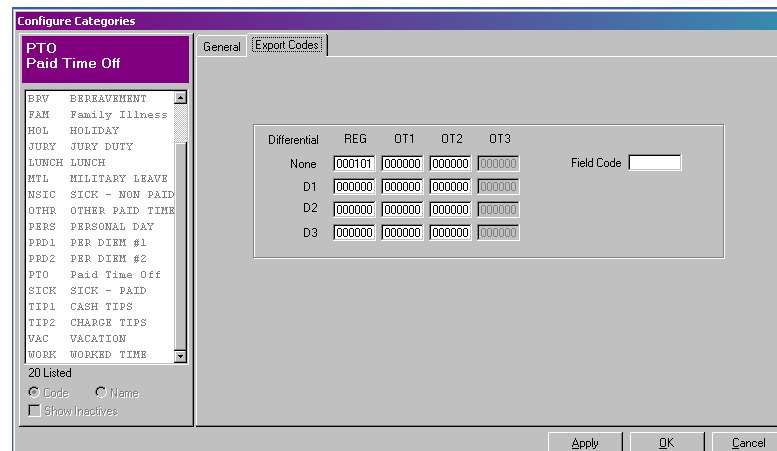 Configure Categories
PTO
Paid Time Off
BRV BEREAVEMENT
FAM Family Illness
HOL HOLIDAY
JURY JURY DUTY
LUNCH LUNCH
MTL MILITARY LEAVE
NSIC SICK - NON PAID
OTHR OTHER PAID TIME
PERS PERSONAL DAY
PRD1 PER DIEM #1
PRD2 PER DIEM #2
PTO Paid Time Off
SICK SICK - PAID
TIP1 CASH TIPS
TIP2 CHARGE TIPS
VAC VACATION
WORK WORKED TIME
20 Listed
Code Name
Show Inactives
General Export Codes
Differential REG OT1 OT2 OT3
None 000101 000000 000000 000000 Field Code
D1 000000 000000 000000 000000
D2 000000 000000 000000 000000
D3 000000 000000 000000 000000
Apply OK Cancel